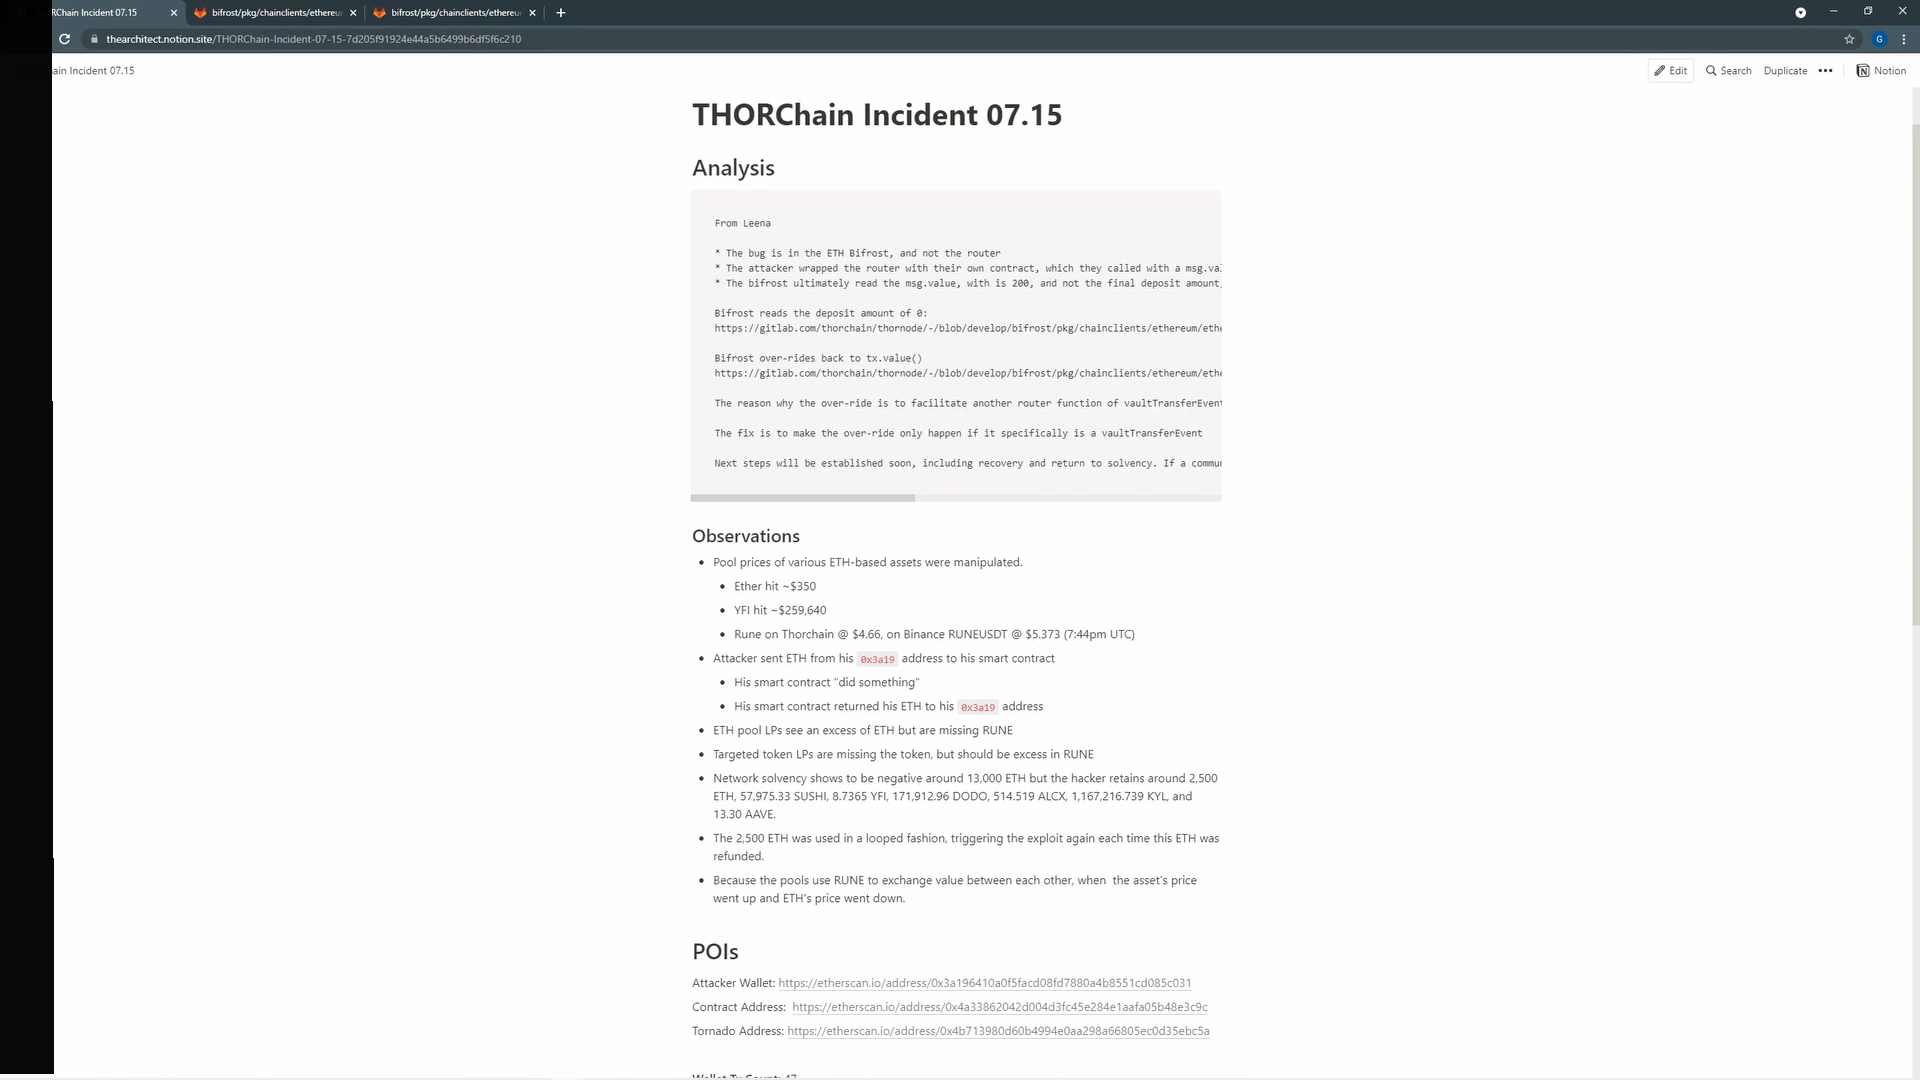 RChain Incident 07.15
bifrost/pkg/chainclients/ethereu
bifrost/pkg/chainclients/ethereu
thearchitect.notion.site/THORChain-Incident-07-15-7d205f91924e44a5b6499b6df5f6c210
G
ain Incident 07.15
Edit
Search
Duplicate
Notion
THORChain Incident 07.15
Analysis
From Leena
* The bug is in the ETH Bifrost, and not the router
* The attacker wrapped the router with their own contract, which they called with a msg.val
* The bifrost ultimately read the msg.value, with is 200, and not the final deposit amount,
Bifrost reads the deposit amount of 0:
https://gitlab.com/thorchain/thornode/-/blob/develop/bifrost/pkg/chainclients/ethereum/ethe
Bifrost over-rides back to tx.value()
https://gitlab.com/thorchain/thornode/-/blob/develop/bifrost/pkg/chainclients/ethereum/ethe
The reason why the over-ride is to facilitate another router function of vaultTransferEvent
The fix is to make the over-ride only happen if it specifically is a vaultTransferEvent
Next steps will be established soon, including recovery and return to solvency. If a commun
Observations
• Pool prices of various ETH-based assets were manipulated.
• Ether hit ~$350
• YFI hit ~$259,640
• Rune on Thorchain @ $4.66, on Binance RUNEUSDT @ $5.373 (7:44pm UTC)
• Attacker sent ETH from his 0x3a19 address to his smart contract
• His smart contract "did something"
• His smart contract returned his ETH to his 0x3a19 address
• ETH pool LPs see an excess of ETH but are missing RUNE
• Targeted token LPs are missing the token, but should be excess in RUNE
• Network solvency shows to be negative around 13,000 ETH but the hacker retains around 2,500
ETH, 57,975.33 SUSHI, 8.7365 YFI, 171,912.96 DODO, 514.519 ALCX, 1,167,216.739 KYL, and
13.30 AAVE.
• The 2,500 ETH was used in a looped fashion, triggering the exploit again each time this ETH was
refunded.
• Because the pools use RUNE to exchange value between each other, when  the asset's price
went up and ETH's price went down.
POIs
Attacker Wallet: https://etherscan.io/address/0x3a196410a0f5facd08fd7880a4b8551cd085c031
Contract Address:  https://etherscan.io/address/0x4a33862042d004d3fc45e284e1aafa05b48e3c9c
Tornado Address: https://etherscan.io/address/0x4b713980d60b4994e0aa298a66805ec0d35ebc5a
Wallet Tx Count: 47